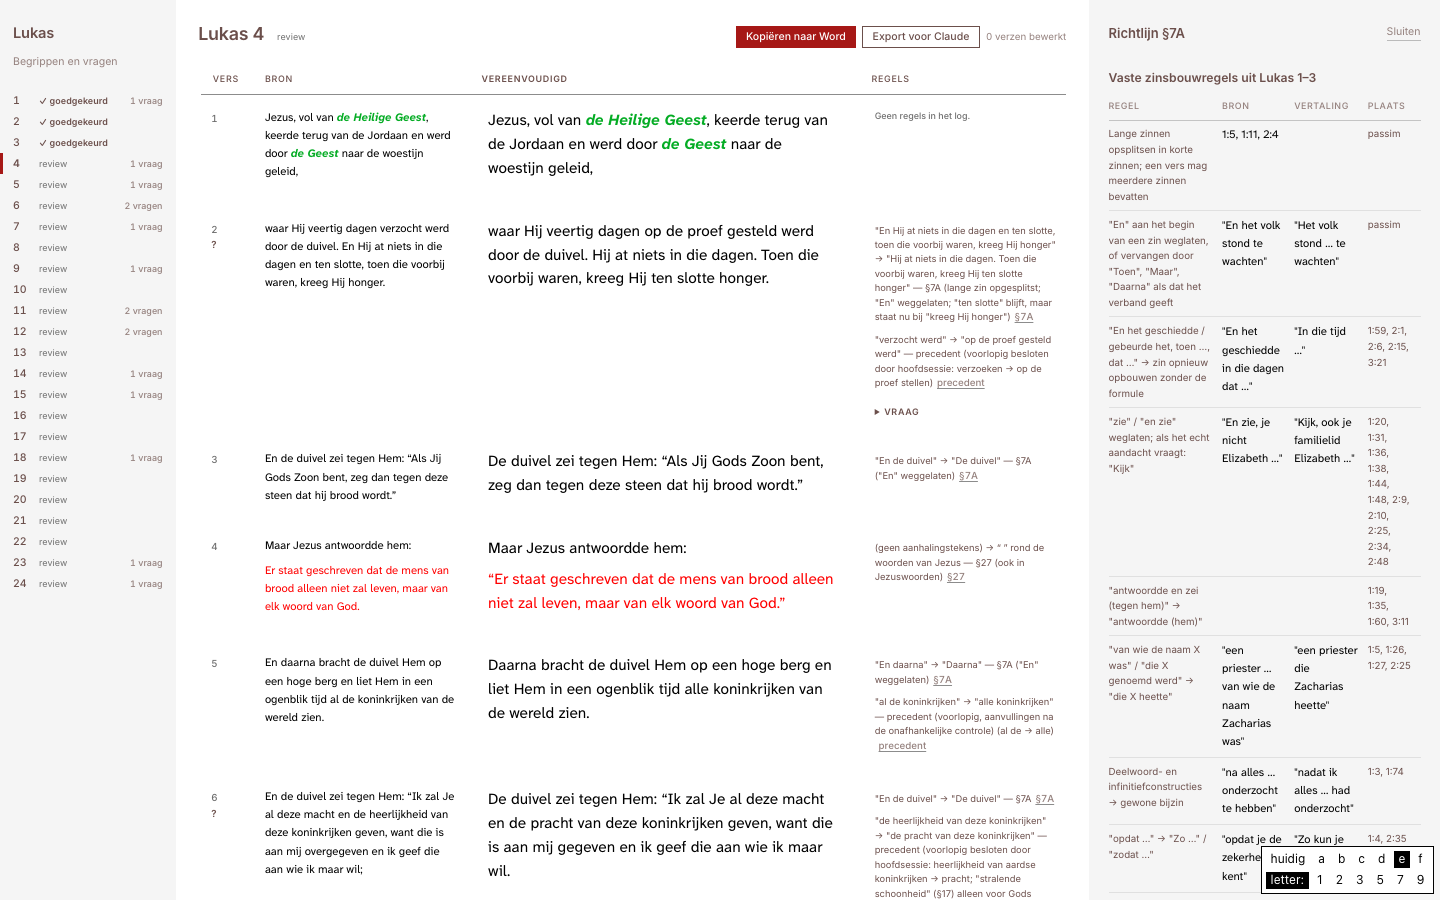 Lukas
Begrippen en vragen
1 ✓ goedgekeurd 1 vraag
2 ✓ goedgekeurd
3 ✓ goedgekeurd
4 review 1 vraag
5 review 1 vraag
6 review 2 vragen
7 review 1 vraag
8 review
9 review 1 vraag
10 review
11 review 2 vragen
12 review 2 vragen
13 review
14 review 1 vraag
15 review 1 vraag
16 review
17 review
18 review 1 vraag
19 review
20 review
21 review
22 review
23 review 1 vraag
24 review 1 vraag
Lukas 4 review
Kopiëren naar Word Export voor Claude 0 verzen bewerkt
VERS BRON VEREENVOUDIGD REGELS
1
Jezus, vol van de Heilige Geest,
keerde terug van de Jordaan en werd
door de Geest naar de woestijn
geleid,
Jezus, vol van de Heilige Geest, keerde terug van
de Jordaan en werd door de Geest naar de
woestijn geleid,
Geen regels in het log.
2
?
waar Hij veertig dagen verzocht werd
door de duivel. En Hij at niets in die
dagen en ten slotte, toen die voorbij
waren, kreeg Hij honger.
waar Hij veertig dagen op de proef gesteld werd
door de duivel. Hij at niets in die dagen. Toen die
voorbij waren, kreeg Hij ten slotte honger.
"En Hij at niets in die dagen en ten slotte,
toen die voorbij waren, kreeg Hij honger"
→ "Hij at niets in die dagen. Toen die
voorbij waren, kreeg Hij ten slotte
honger" — §7A (lange zin opgesplitst;
"En" weggelaten; "ten slotte" blijft, maar
staat nu bij "kreeg Hij honger") §7A
"verzocht werd" → "op de proef gesteld
werd" — precedent (voorlopig besloten
door hoofdsessie: verzoeken → op de
proef stellen) precedent
▶ VRAAG
3
En de duivel zei tegen Hem: “Als Jij
Gods Zoon bent, zeg dan tegen deze
steen dat hij brood wordt.”
De duivel zei tegen Hem: “Als Jij Gods Zoon bent,
zeg dan tegen deze steen dat hij brood wordt.”
"En de duivel" → "De duivel" — §7A
("En" weggelaten) §7A
4
Maar Jezus antwoordde hem:
Er staat geschreven dat de mens van
brood alleen niet zal leven, maar van
elk woord van God.
Maar Jezus antwoordde hem:
“Er staat geschreven dat de mens van brood alleen
niet zal leven, maar van elk woord van God.”
(geen aanhalingstekens) → “ ” rond de
woorden van Jezus — §27 (ook in
Jezuswoorden) §27
5
En daarna bracht de duivel Hem op
een hoge berg en liet Hem in een
ogenblik tijd al de koninkrijken van de
wereld zien.
Daarna bracht de duivel Hem op een hoge berg en
liet Hem in een ogenblik tijd alle koninkrijken van
de wereld zien.
"En daarna" → "Daarna" — §7A ("En"
weggelaten) §7A
"al de koninkrijken" → "alle koninkrijken"
— precedent (voorlopig, aanvullingen na
de onafhankelijke controle) (al de → alle)
precedent
6
?
En de duivel zei tegen Hem: “Ik zal Je
al deze macht en de heerlijkheid van
deze koninkrijken geven, want die is
aan mij overgegeven en ik geef die
aan wie ik maar wil;
De duivel zei tegen Hem: “Ik zal Je al deze macht
en de pracht van deze koninkrijken geven, want die
is aan mij gegeven en ik geef die aan wie ik maar
wil.
"En de duivel" → "De duivel" — §7A §7A
"de heerlijkheid van deze koninkrijken"
→ "de pracht van deze koninkrijken" —
precedent (voorlopig besloten door
hoofdsessie: heerlijkheid van aardse
koninkrijken → pracht; "stralende
schoonheid" (§17) alleen voor Gods
Richtlijn §7A Sluiten
Vaste zinsbouwregels uit Lukas 1–3
REGEL BRON VERTALING PLAATS
Lange zinnen
opsplitsen in korte
zinnen; een vers mag
meerdere zinnen
bevatten
1:5, 1:11, 2:4
passim
"En" aan het begin
van een zin weglaten,
of vervangen door
"Toen", "Maar",
"Daarna" als dat het
verband geeft
"En het volk
stond te
wachten"
"Het volk
stond ... te
wachten"
passim
"En het geschiedde /
gebeurde het, toen ...,
dat ..." → zin opnieuw
opbouwen zonder de
formule
"En het
geschiedde
in die dagen
dat ..."
"In die tijd
..."
1:59, 2:1,
2:6, 2:15,
3:21
"zie" / "en zie"
weglaten; als het echt
aandacht vraagt:
"Kijk"
"En zie, je
nicht
Elizabeth ..."
"Kijk, ook je
familielid
Elizabeth ..."
1:20,
1:31,
1:36,
1:38,
1:44,
1:48, 2:9,
2:10,
2:25,
2:34,
2:48
"antwoordde en zei
(tegen hem)" →
"antwoordde (hem)"
1:19,
1:35,
1:60, 3:11
"van wie de naam X
was" / "die X
genoemd werd" →
"die X heette"
"een
priester ...
van wie de
naam
Zacharias
was"
"een priester
die
Zacharias
heette"
1:5, 1:26,
1:27, 2:25
Deelwoord- en
infinitiefconstructies
→ gewone bijzin
"na alles ...
onderzocht
te hebben"
"nadat ik
alles ... had
onderzocht"
1:3, 1:74
"opdat ..." → "Zo ..." /
"zodat ..."
"opdat je de
zekerhe
kent"
"Zo kun je
1:4, 2:35
huidig a b c d e f
letter: 1 2 3 5 7 9